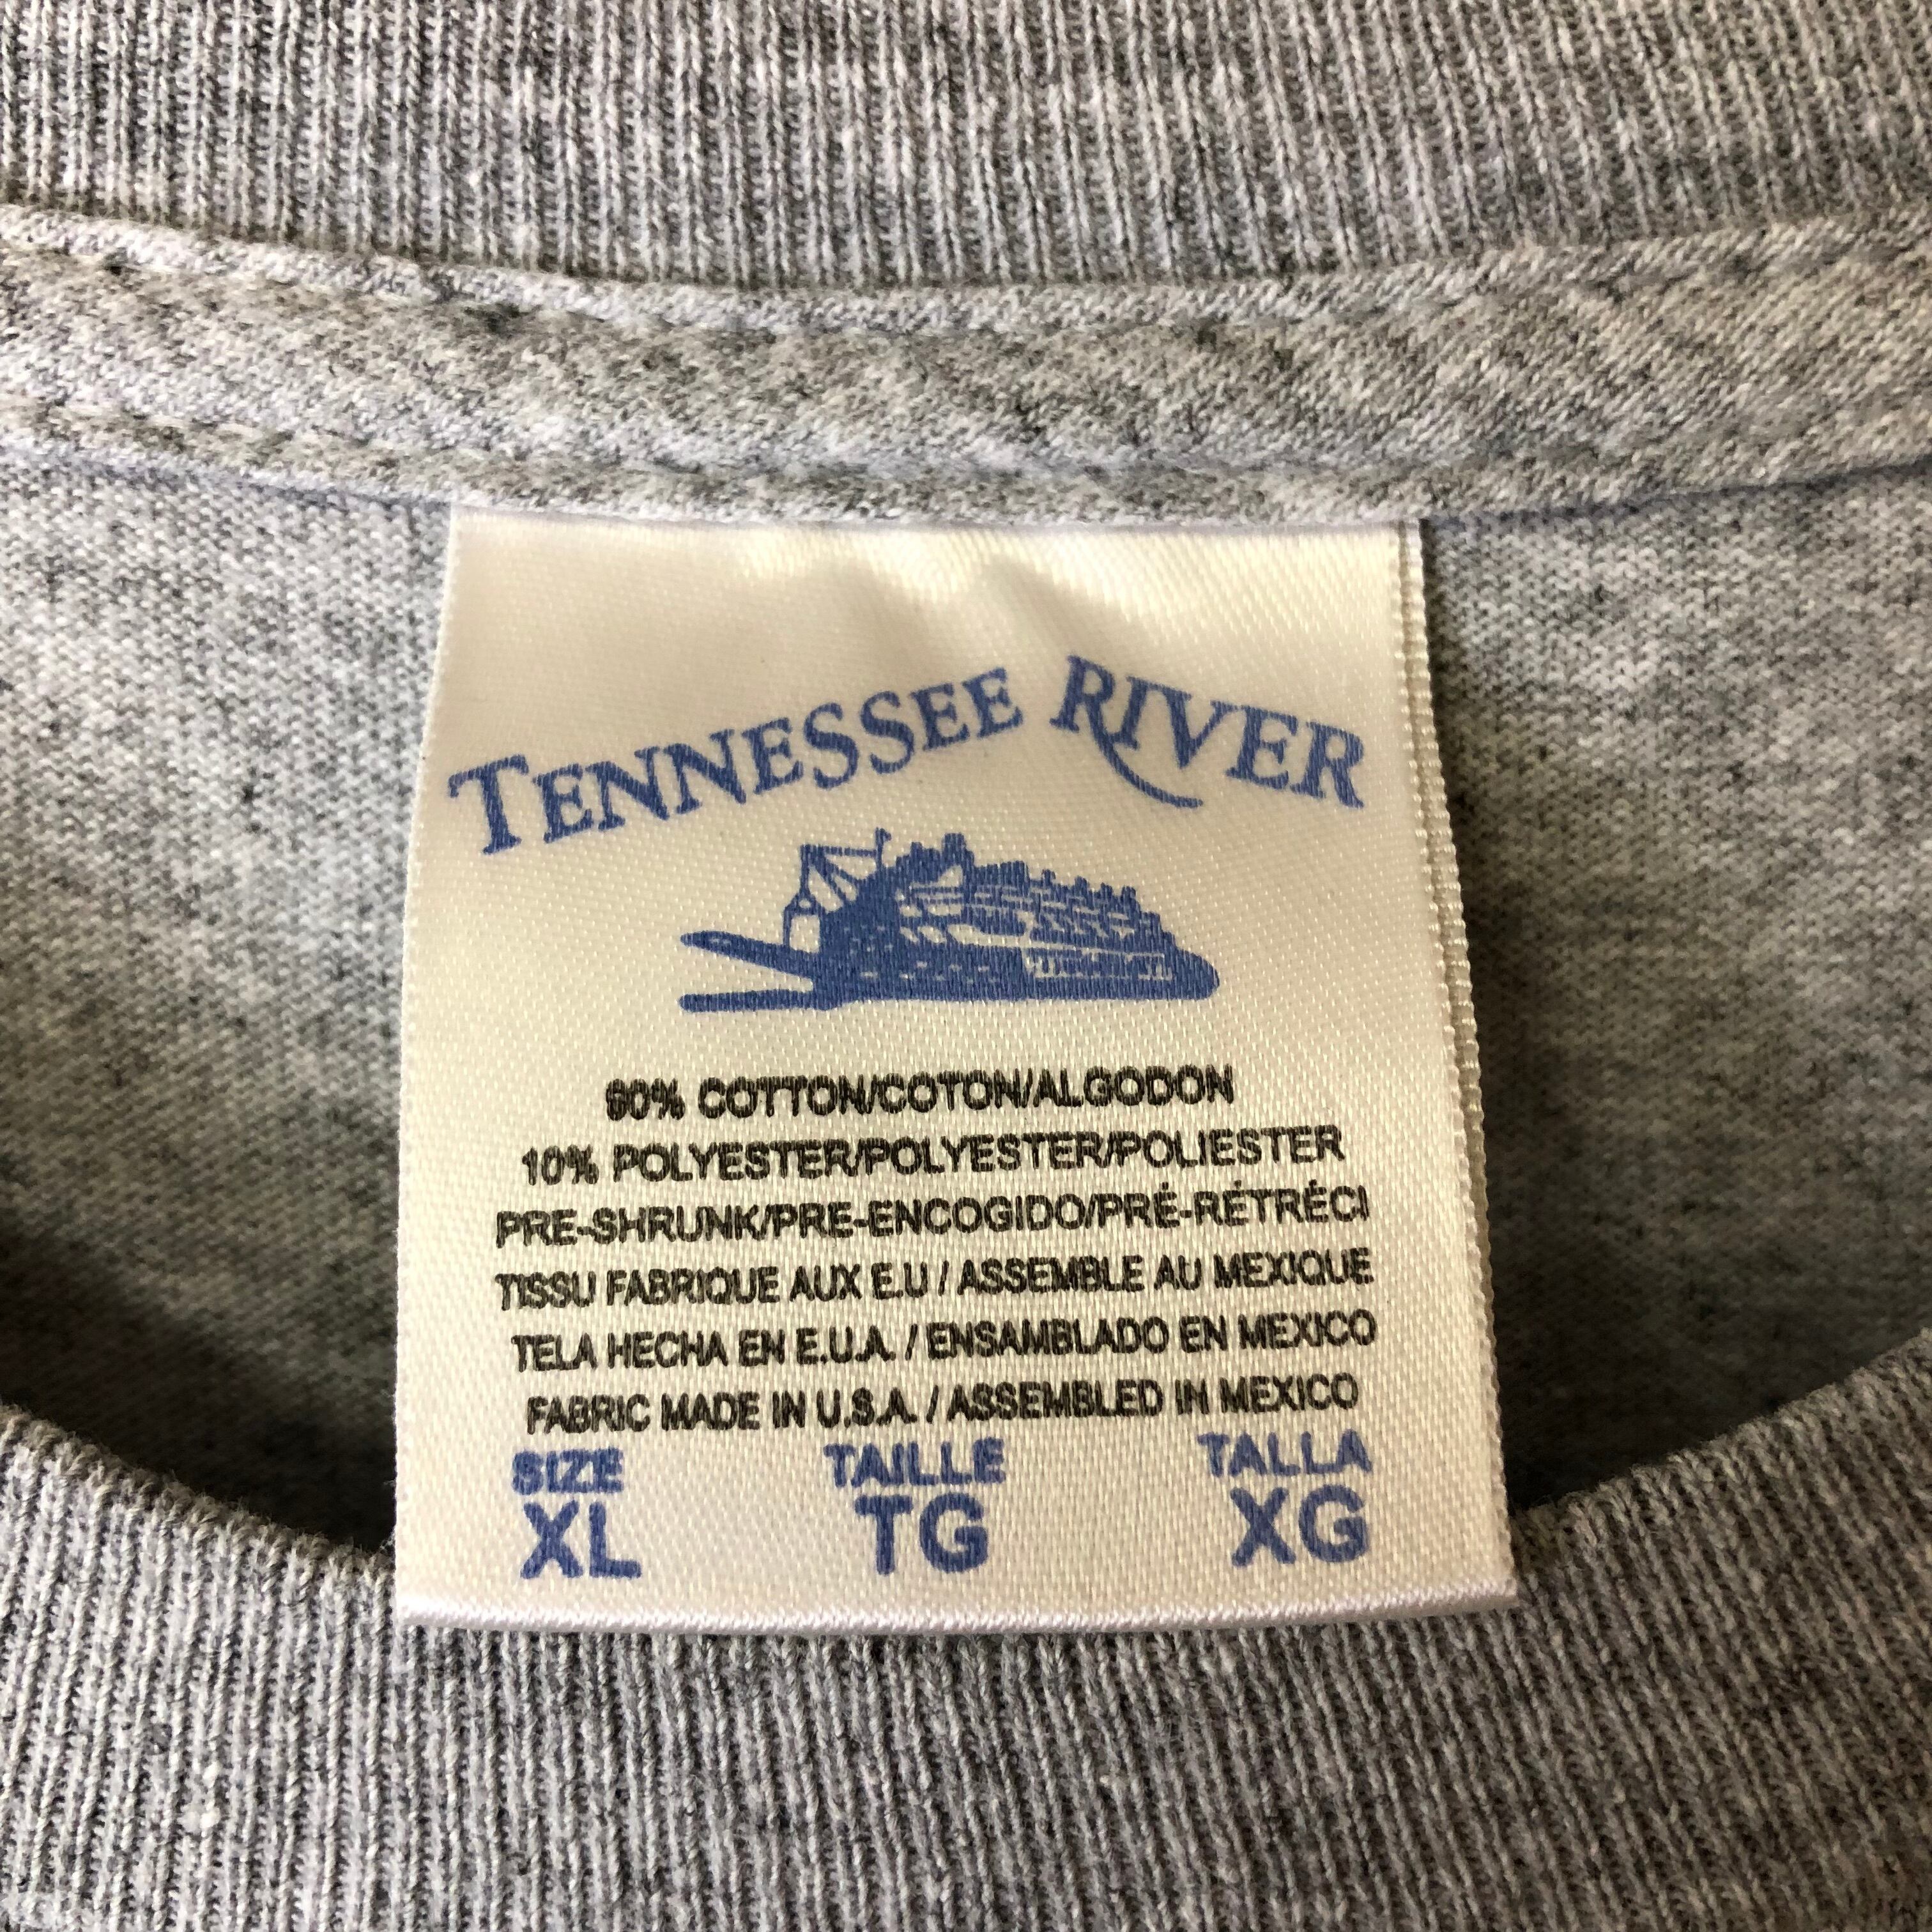 TENNESSEE RIVER
90% COTTON/COTON/ALGODON
10% POLYESTER/POLYESTER/POLIESTER
PRE-SHRUNK/PRE-ENCOGIDO/PRÉ-RÉTRÉCI
TISSU FABRIQUE AUX E.U / ASSEMBLE AU MEXIQUE
TELA HECHA EN E.U.A. / ENSAMBLADO EN MEXICO
FABRIC MADE IN U.S.A. / ASSEMBLED IN MEXICO
SIZE TAILLE TALLA
XL TG XG